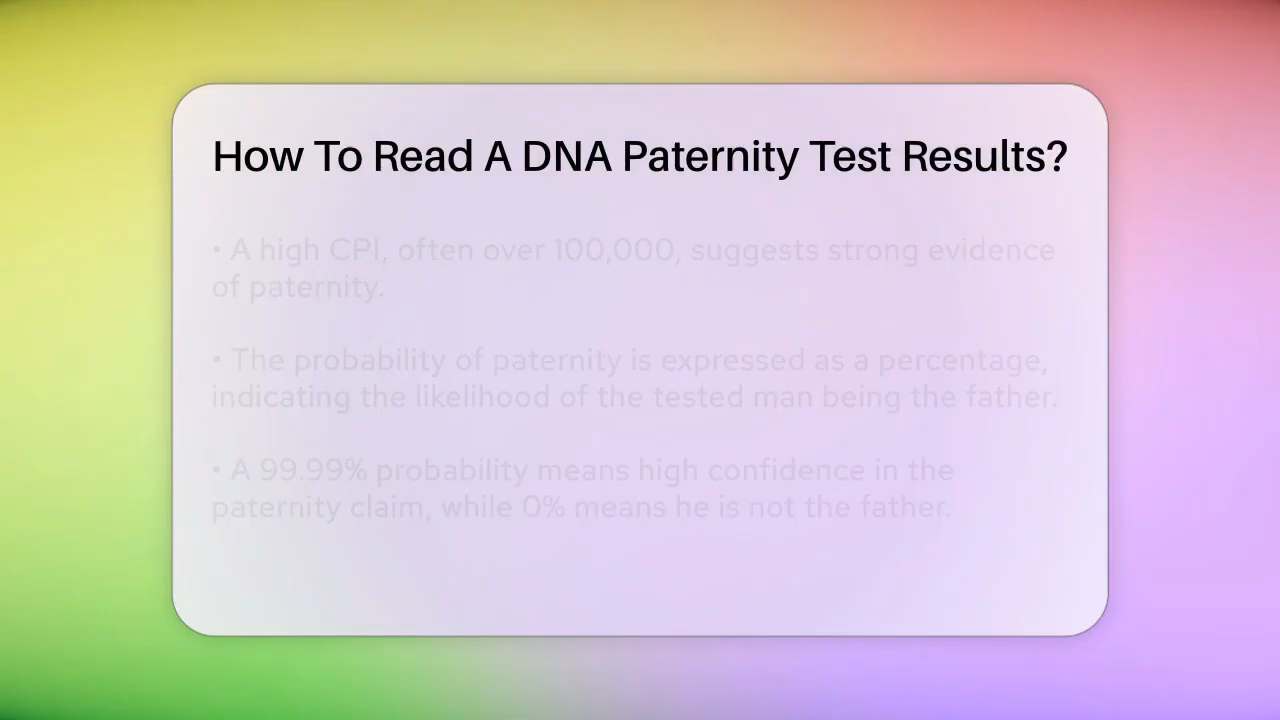 How To Read A DNA Paternity Test Results?
• A high CPI, often over 100,000, suggests strong evidence
of paternity.
• The probability of paternity is expressed as a percentage,
indicating the likelihood of the tested man being the father.
• A 99.99% probability means high confidence in the
paternity claim, while 0% means he is not the father.